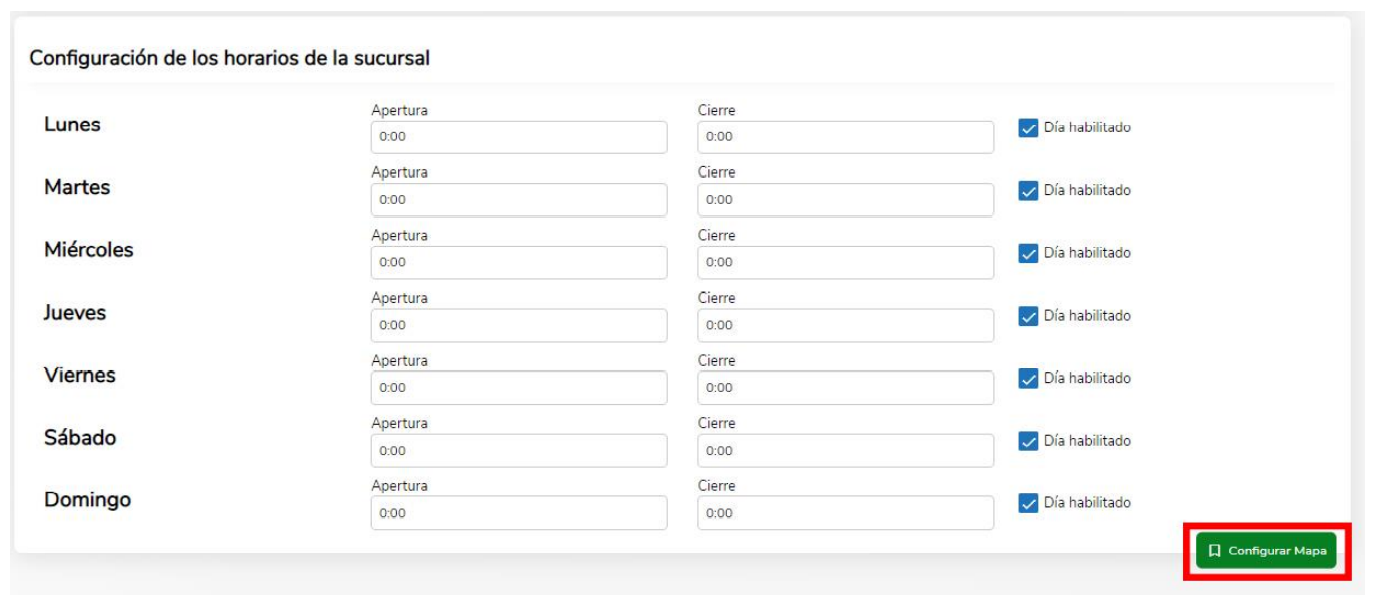 Configuración de los horarios de la sucursal
Lunes
Apertura
0:00
Cierre
0:00
Día habilitado
Martes
Apertura
0:00
Cierre
0:00
Día habilitado
Miércoles
Apertura
0:00
Cierre
0:00
Día habilitado
Jueves
Apertura
0:00
Cierre
0:00
Día habilitado
Viernes
Apertura
0:00
Cierre
0:00
Día habilitado
Sábado
Apertura
0:00
Cierre
0:00
Día habilitado
Domingo
Apertura
0:00
Cierre
0:00
Día habilitado
Configurar Mapa